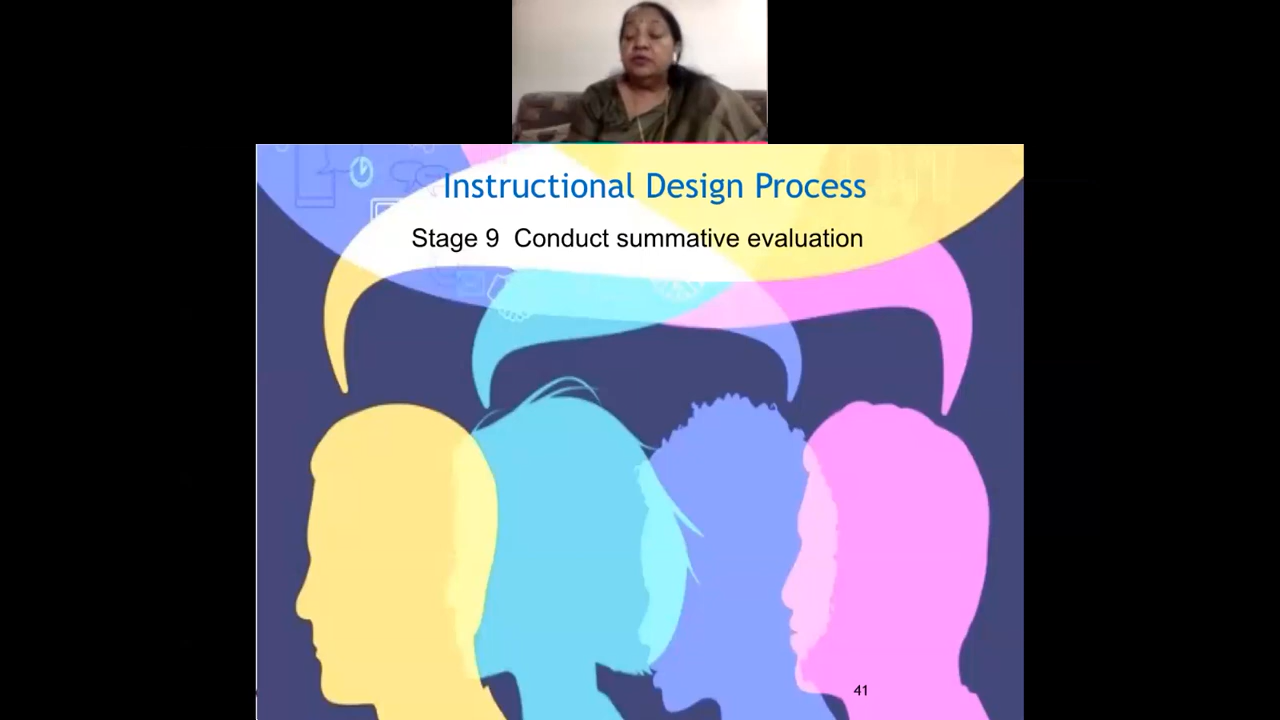 Instructional Design Process
Stage 9 Conduct summative evaluation
41